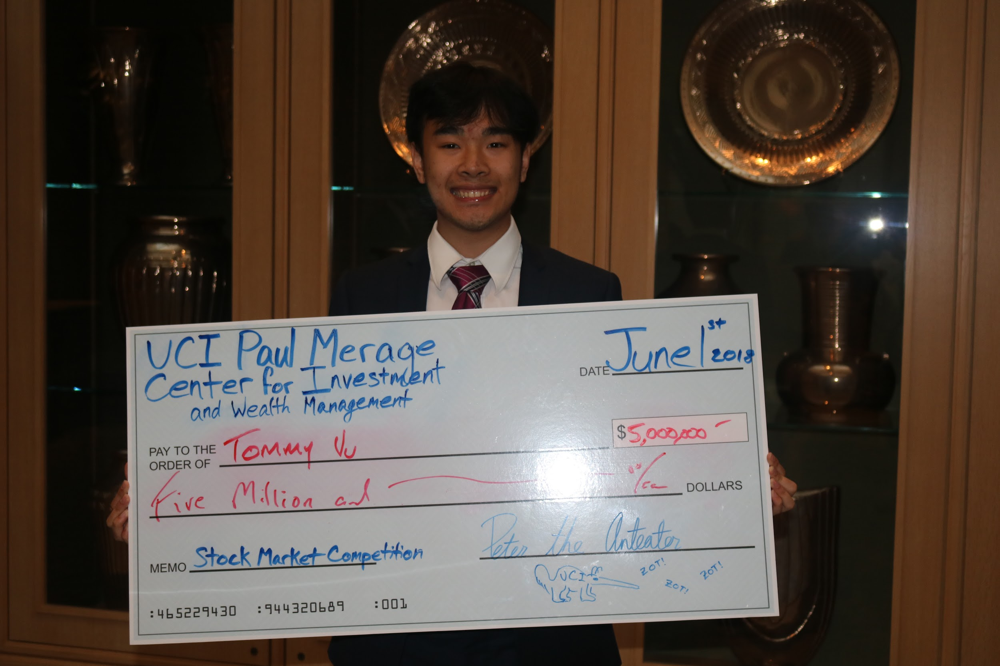 UCI Paul Merage
Center for Investment
and Wealth Management
DATE June 1st 2018
PAY TO THE
ORDER OF Tommy Vu
$5,000,000
Five Million and DOLLARS
MEMO Stock Market Competition
Peter the Anteater
UCI
ZOT!
ZOT!
ZOT!
:465229430 :944320689 :001